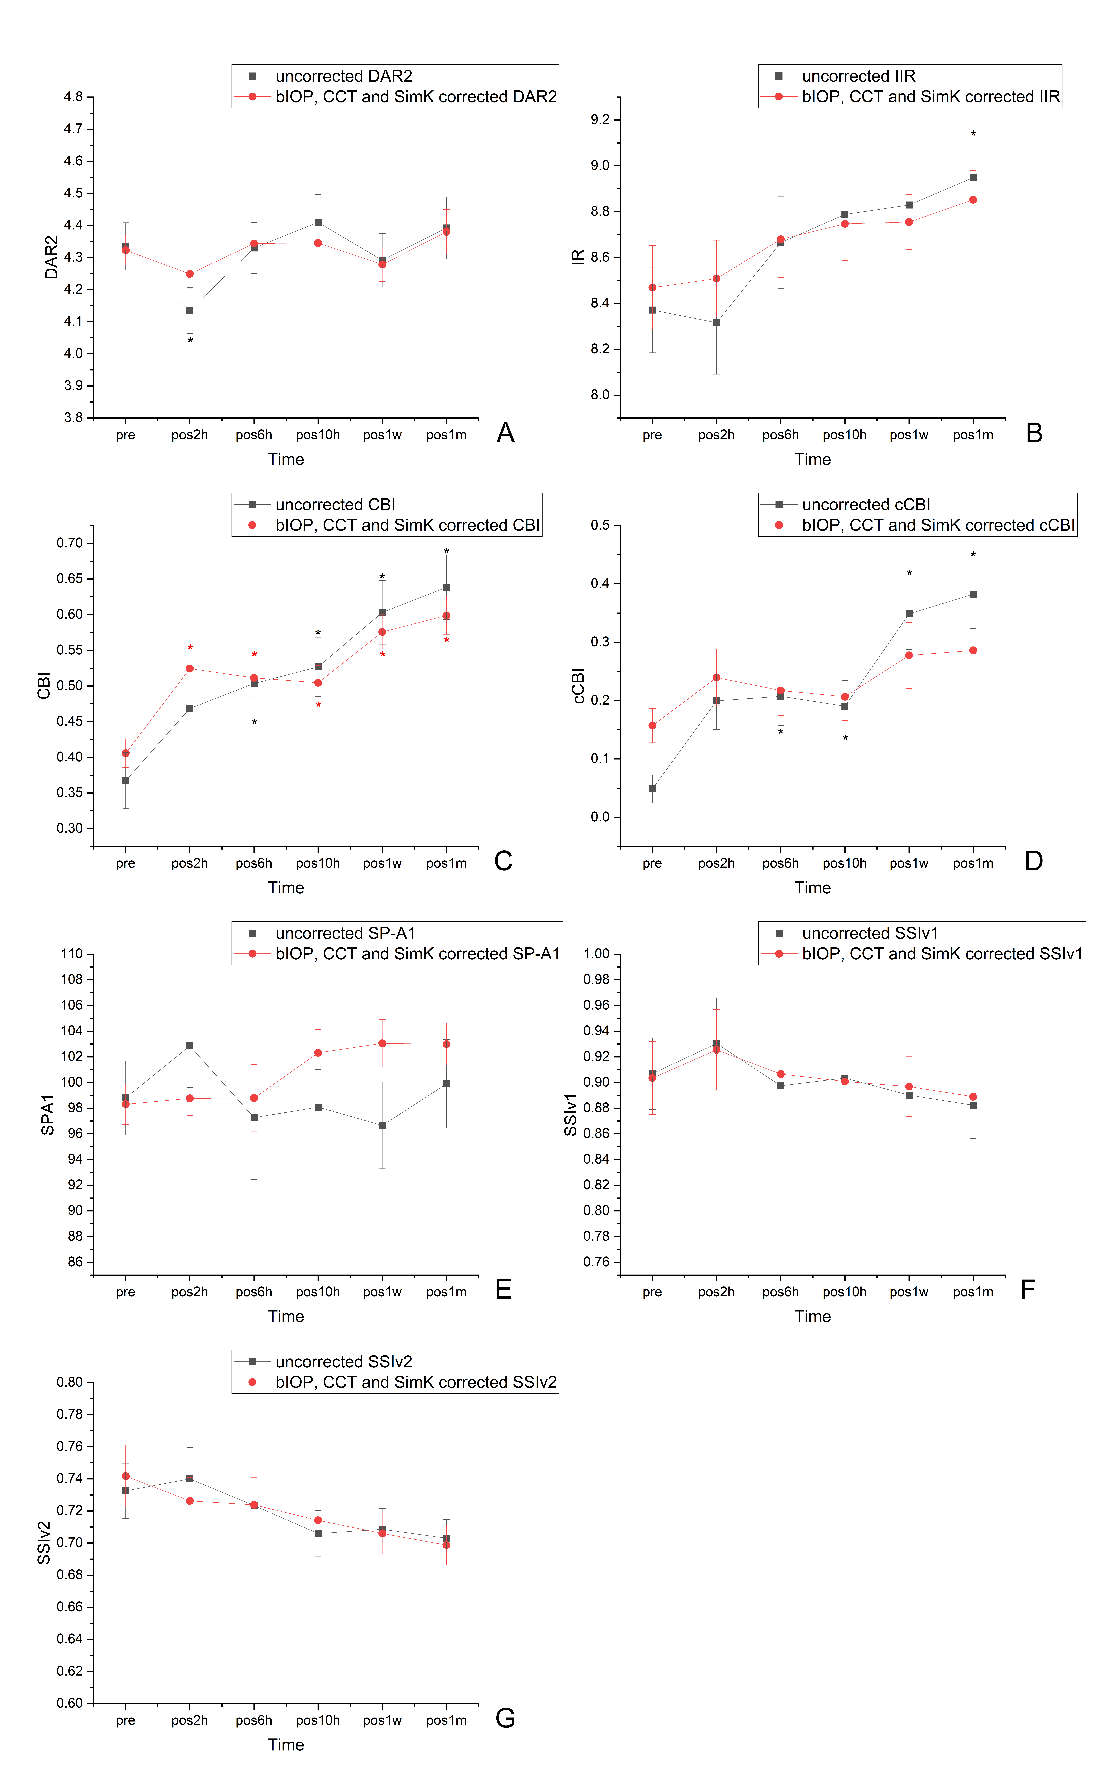 uncorrected DAR2
bIOP, CCT and SimK corrected DAR2
4.8
4.7
4.6
4.5
4.4
4.3
4.2
4.1
4.0
3.9
3.8
DAR2
*
pre pos2h pos6h pos10h pos1w pos1m
Time
A
uncorrected IIR
bIOP, CCT and SimK corrected IIR
9.2
9.0
8.8
8.6
8.4
8.2
8.0
IR
*
pre pos2h pos6h pos10h pos1w pos1m
Time
B
uncorrected CBI
bIOP, CCT and SimK corrected CBI
0.70
0.65
0.60
0.55
0.50
0.45
0.40
0.35
0.30
CBI
* * * * * * * * *
pre pos2h pos6h pos10h pos1w pos1m
Time
C
uncorrected cCBI
bIOP, CCT and SimK corrected cCBI
0.5
0.4
0.3
0.2
0.1
0.0
cCBI
* * * *
pre pos2h pos6h pos10h pos1w pos1m
Time
D
uncorrected SP-A1
bIOP, CCT and SimK corrected SP-A1
110
108
106
104
102
100
98
96
94
92
90
88
86
SPA1
pre pos2h pos6h pos10h pos1w pos1m
Time
E
uncorrected SSIv1
bIOP, CCT and SimK corrected SSIv1
1.00
0.98
0.96
0.94
0.92
0.90
0.88
0.86
0.84
0.82
0.80
0.78
0.76
SSIv1
pre pos2h pos6h pos10h pos1w pos1m
Time
F
uncorrected SSIv2
bIOP, CCT and SimK corrected SSIv2
0.80
0.78
0.76
0.74
0.72
0.70
0.68
0.66
0.64
0.62
0.60
SSIv2
pre pos2h pos6h pos10h pos1w pos1m
Time
G